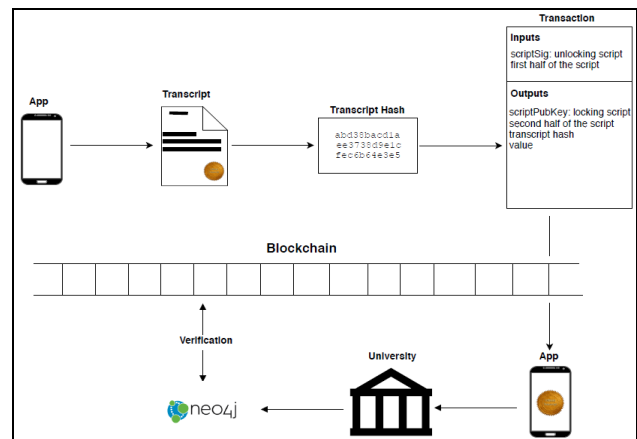 Transaction
Inputs
scriptSig: unlocking script
first half of the script
Outputs
scriptPubKey: locking script
second half of the script
transcript hash
value
App
Transcript
Transcript Hash
abd38bacd1a
ee3738d9e1c
fec6b64e3e5
Blockchain
Verification
University
App
neo4j